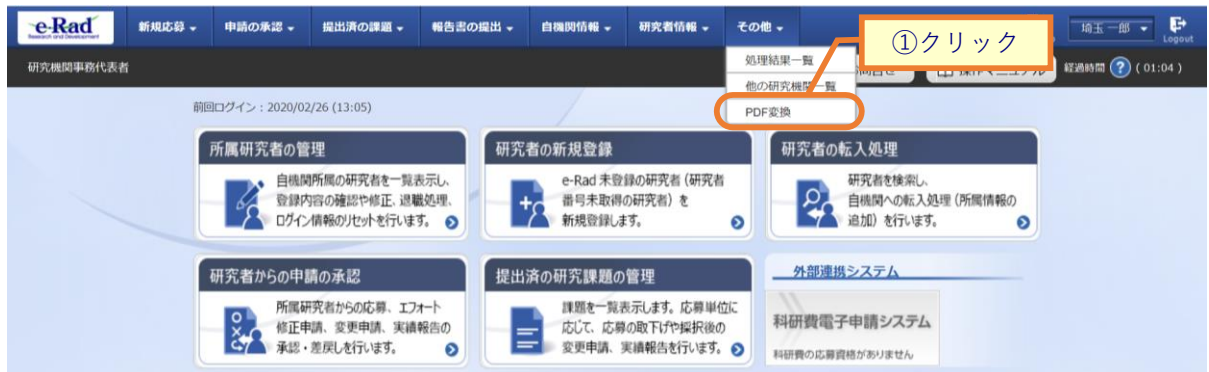 e-Rad
Research and Development
新規応募
申請の承認
提出済の課題
報告書の提出
自機関情報
研究者情報
その他
①クリック
埼玉 一郎
Logout
研究機関事務代表者
処理結果一覧
他の研究機関一覧
PDF変換
経過時間 ? ( 01:04 )
前回ログイン:2020/02/26 (13:05)
所属研究者の管理
自機関所属の研究者を一覧表示し、
登録内容の確認や修正、退職処理、
ログイン情報のリセットを行います。
研究者の新規登録
e-Rad 未登録の研究者(研究者
番号未取得の研究者)を
新規登録します。
研究者の転入処理
研究者を検索し、
自機関への転入処理(所属情報の
追加)を行います。
研究者からの申請の承認
所属研究者からの応募、エフォート
修正申請、変更申請、実績報告の
承認・差戻しを行います。
提出済の研究課題の管理
課題を一覧表示します。応募単位に
応じて、応募の取下げや採択後の
変更申請、実績報告を行います。
外部連携システム
科研費電子申請システム
科研費の応募資格がありません